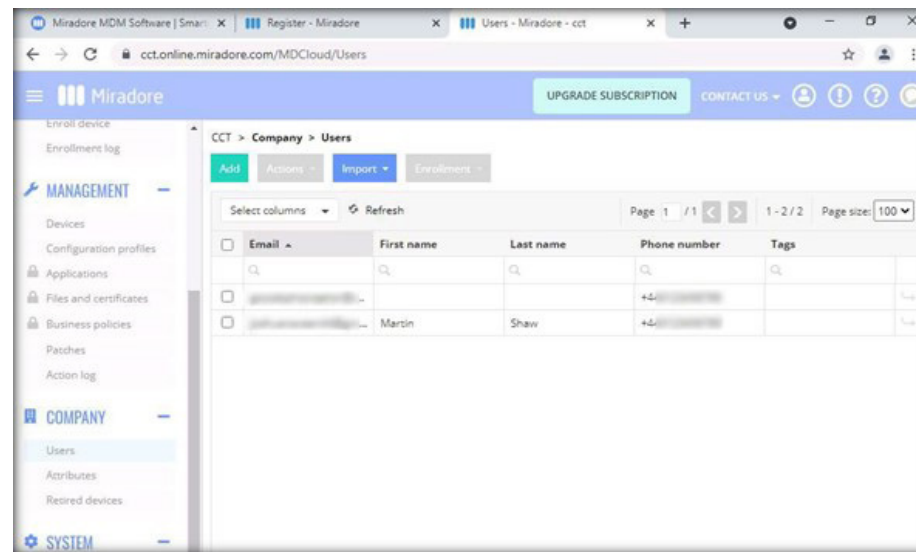 Miradore MDM Software | Smar
Register - Miradore
Users - Miradore - cct
cct.online.miradore.com/MDCloud/Users
Miradore
UPGRADE SUBSCRIPTION
CONTACT US
Enroll device
Enrollment log
MANAGEMENT
Devices
Configuration profiles
Applications
Files and certificates
Business policies
Patches
Action log
COMPANY
Users
Attributes
Retired devices
SYSTEM
CCT > Company > Users
Add Actions Import Enrollment
Select columns Refresh Page 1 / 1 1 - 2 / 2 Page size: 100
Email First name Last name Phone number Tags
+4
Martin Shaw +4